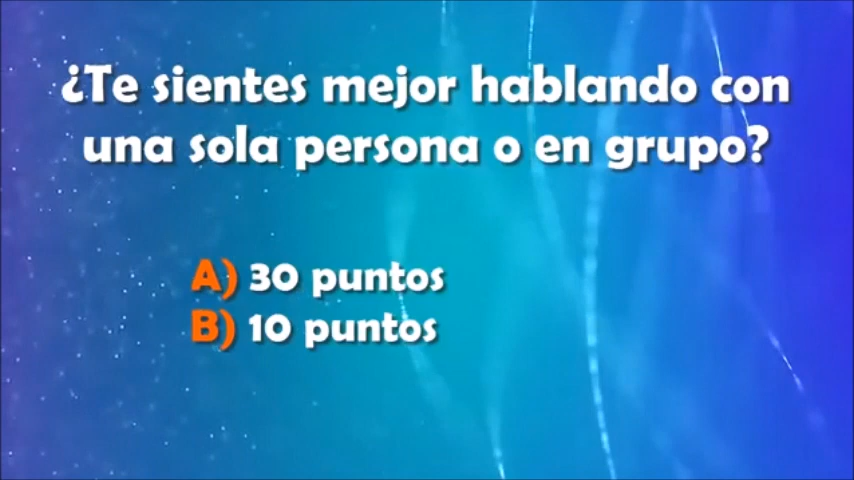 ¿Te sientes mejor hablando con
una sola persona o en grupo?
A) 30 puntos
B) 10 puntos